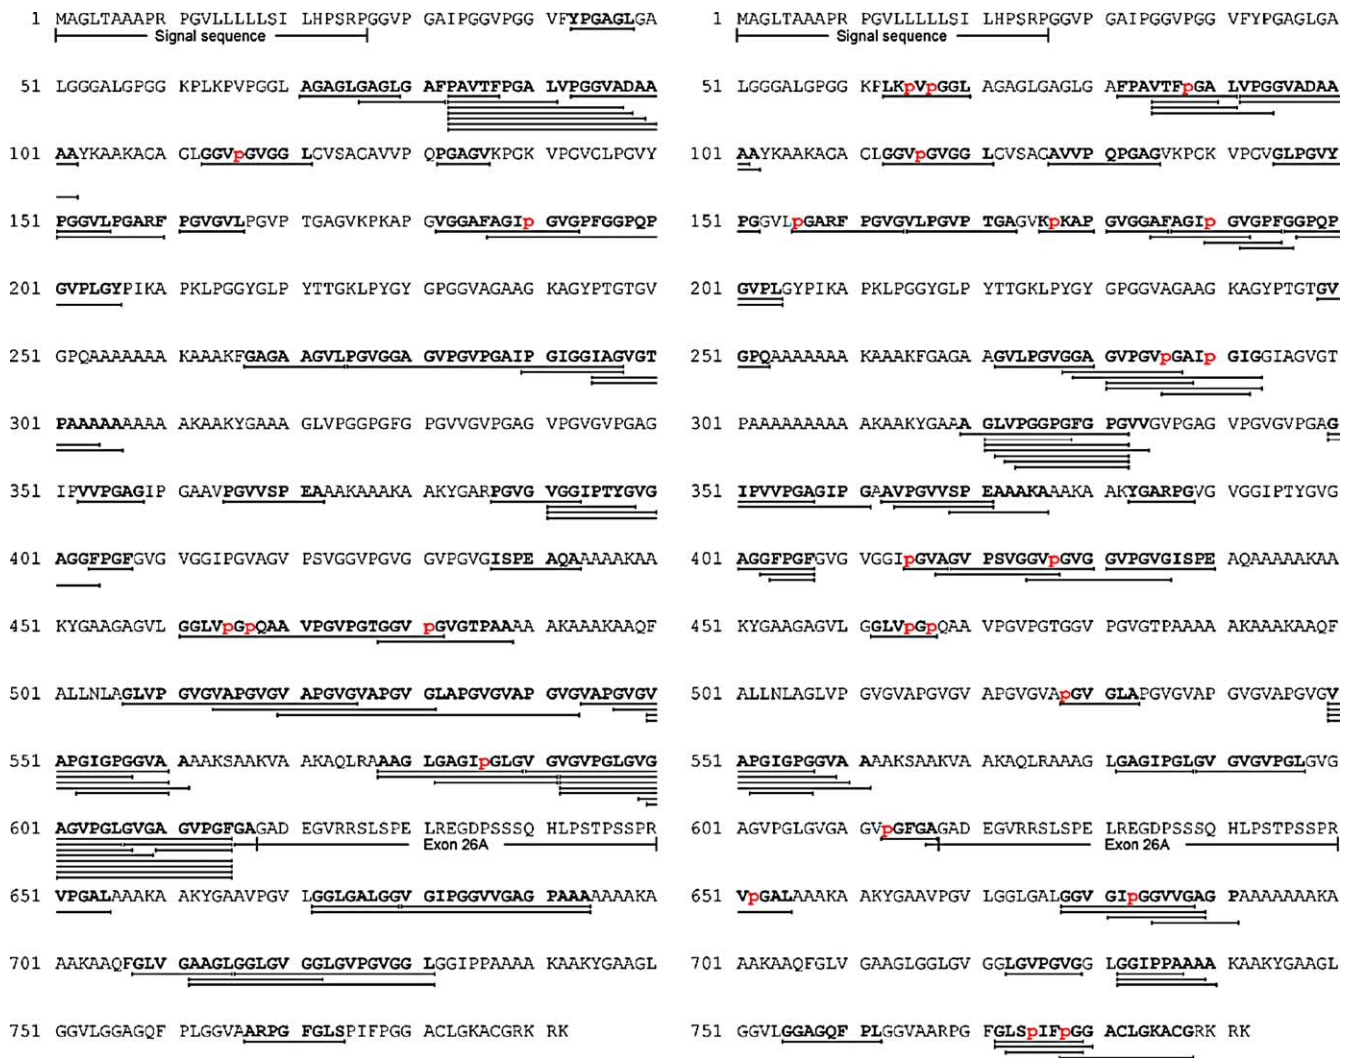 1 MAGLTAAAPR PGVLLLLLSI LHPSRPGGVP GAIPGGVPGG VFYPGAGLGA
Signal sequence
51 LGGGALGPGG KPLKPVPGGL AGAGLGAGLG AFPAVTFPGA LVPGGVADAA
101 AAYKAAKAGA GLGGVpGVGG LGVSAGAVVP QPGAGVKPGK VPGVGLPGVY
151 PGGVLPGARF PGVGVLPGVP TGAGVKPKAP GVGGAFAGIp GVGPFGGPQP
201 GVPLGYPIKA PKLPGGYGLP YTTGKLPYGY GPGGVAGAAG KAGYPTGTGV
251 GPQAAAAAAA KAAAKFGAGA AGVLPGVGGA GVPGVPGAIP GIGGIAGVGT
301 PAAAAAAAAA AKAAKYGAAA GLVPGGPGFG PGVVGVPGAG VPGVGVPGAG
351 IPVVPGAGIP GAAVPGVVSP EAAAKAAAKA AKYGARPGVG VGGIPTYGVG
401 AGGFPGFGVG VGGIPGVAGV PSVGGVPGVG GVPGVGISPE AQAAAAAKAA
451 KYGAAGAGVL GGLVpGpQAA VPGVPGTGGV pGVGTPAAAA AKAAAKAAQF
501 ALLNLAGLVP GVGVAPGVGV APGVGVAPGV GLAPGVGVAP GVGVAPGVGV
551 APGIGPGGVA AAAKSAAKVA AKAQLRAAAG LGAGIpGLGV GVGVPGLGVG
601 AGVPGLGVGA GVPGFGAGAD EGVRRSLSPE LREGDPSSSQ HLPSTPSSPR
Exon 26A
651 VPGALAAAKA AKYGAAVPGV LGGLGALGGV GIPGGVVGAG PAAAAAAAKA
701 AAKAAQFGLV GAAGLGGLGV GGLGVPGVGG LGGIPPAAAA KAAKYGAAGL
751 GGVLGGAGQF PLGGVAARPG FGLSPIFPGG ACLGKACGRK RK
1 MAGLTAAAPR PGVLLLLLSI LHPSRPGGVP GAIPGGVPGG VFYPGAGLGA
Signal sequence
51 LGGGALGPGG KPLKpVpGGL AGAGLGAGLG AFPAVTFpGA LVPGGVADAA
101 AAYKAAKAGA GLGGVpGVGG LGVSAGAVVP QPGAGVKPGK VPGVGLPGVY
151 PGGVLpGARF PGVGVLPGVP TGAGVKpKAP GVGGAFAGIp GVGPFGGPQP
201 GVPLGYPIKA PKLPGGYGLP YTTGKLPYGY GPGGVAGAAG KAGYPTGTGV
251 GPQAAAAAAA KAAAKFGAGA AGVLPGVGGA GVPGVpGAIp GIGGIAGVGT
301 PAAAAAAAAA AKAAKYGAAA GLVPGGPGFG PGVVGVPGAG VPGVGVPGAG
351 IPVVPGAGIP GAAVPGVVSP EAAAKAAAKA AKYGARPGVG VGGIPTYGVG
401 AGGFPGFGVG VGGIpGVAGV PSVGGVpGVG GVPGVGISPE AQAAAAAKAA
451 KYGAAGAGVL GGLVpGpQAA VPGVPGTGGV PGVGTPAAAA AKAAAKAAQF
501 ALLNLAGLVP GVGVAPGVGV APGVGVApGV GLAPGVGVAP GVGVAPGVGV
551 APGIGPGGVA AAAKSAAKVA AKAQLRAAAG LGAGIPGLGV GVGVPGLGVG
601 AGVPGLGVGA GVpGFGAGAD EGVRRSLSPE LREGDPSSSQ HLPSTPSSPR
Exon 26A
651 VpGALAAAKA AKYGAAVPGV LGGLGALGGV GIpGGVVGAG PAAAAAAAKA
701 AAKAAQFGLV GAAGLGGLGV GGLGVPGVGG LGGIPPAAAA KAAKYGAAGL
751 GGVLGGAGQF PLGGVAARPG FGLSpIFpGG ACLGKACGRK RK